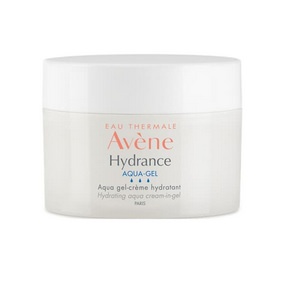 EAU THERMALE
Avène
Hydrance
AQUA-GEL
Aqua gel-crème hydratant
Hydrating aqua cream-in-gel
PARIS